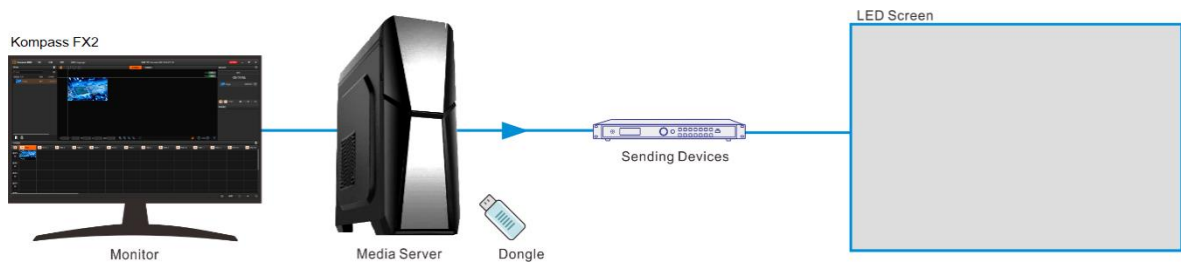 LED Screen
Kompass FX2
Sending Devices
Monitor
Media Server
Dongle